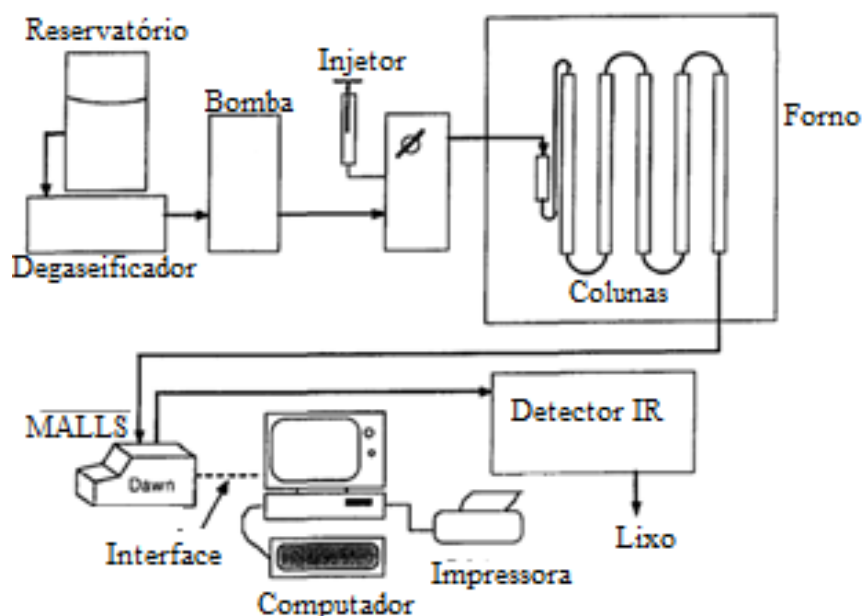 Reservatório
Injetor
Bomba
Forno
Degaseificador
Colunas
MALLS
Detector IR
Dawn
Interface
Lixo
Impressora
Computador